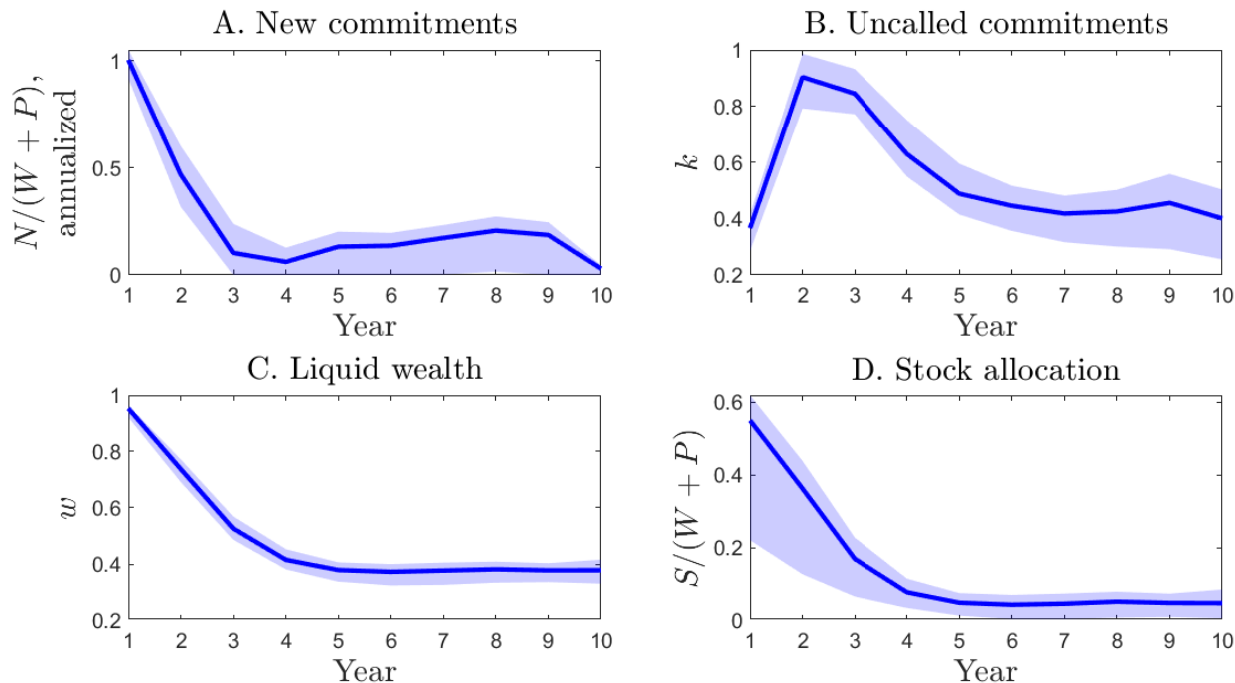 A. New commitments
N/(W + P),
annualized
1
0.5
0
1 2 3 4 5 6 7 8 9 10
Year
B. Uncalled commitments
k
1
0.8
0.6
0.4
0.2
1 2 3 4 5 6 7 8 9 10
Year
C. Liquid wealth
w
1
0.8
0.6
0.4
0.2
1 2 3 4 5 6 7 8 9 10
Year
D. Stock allocation
S/(W + P)
0.6
0.4
0.2
0
1 2 3 4 5 6 7 8 9 10
Year